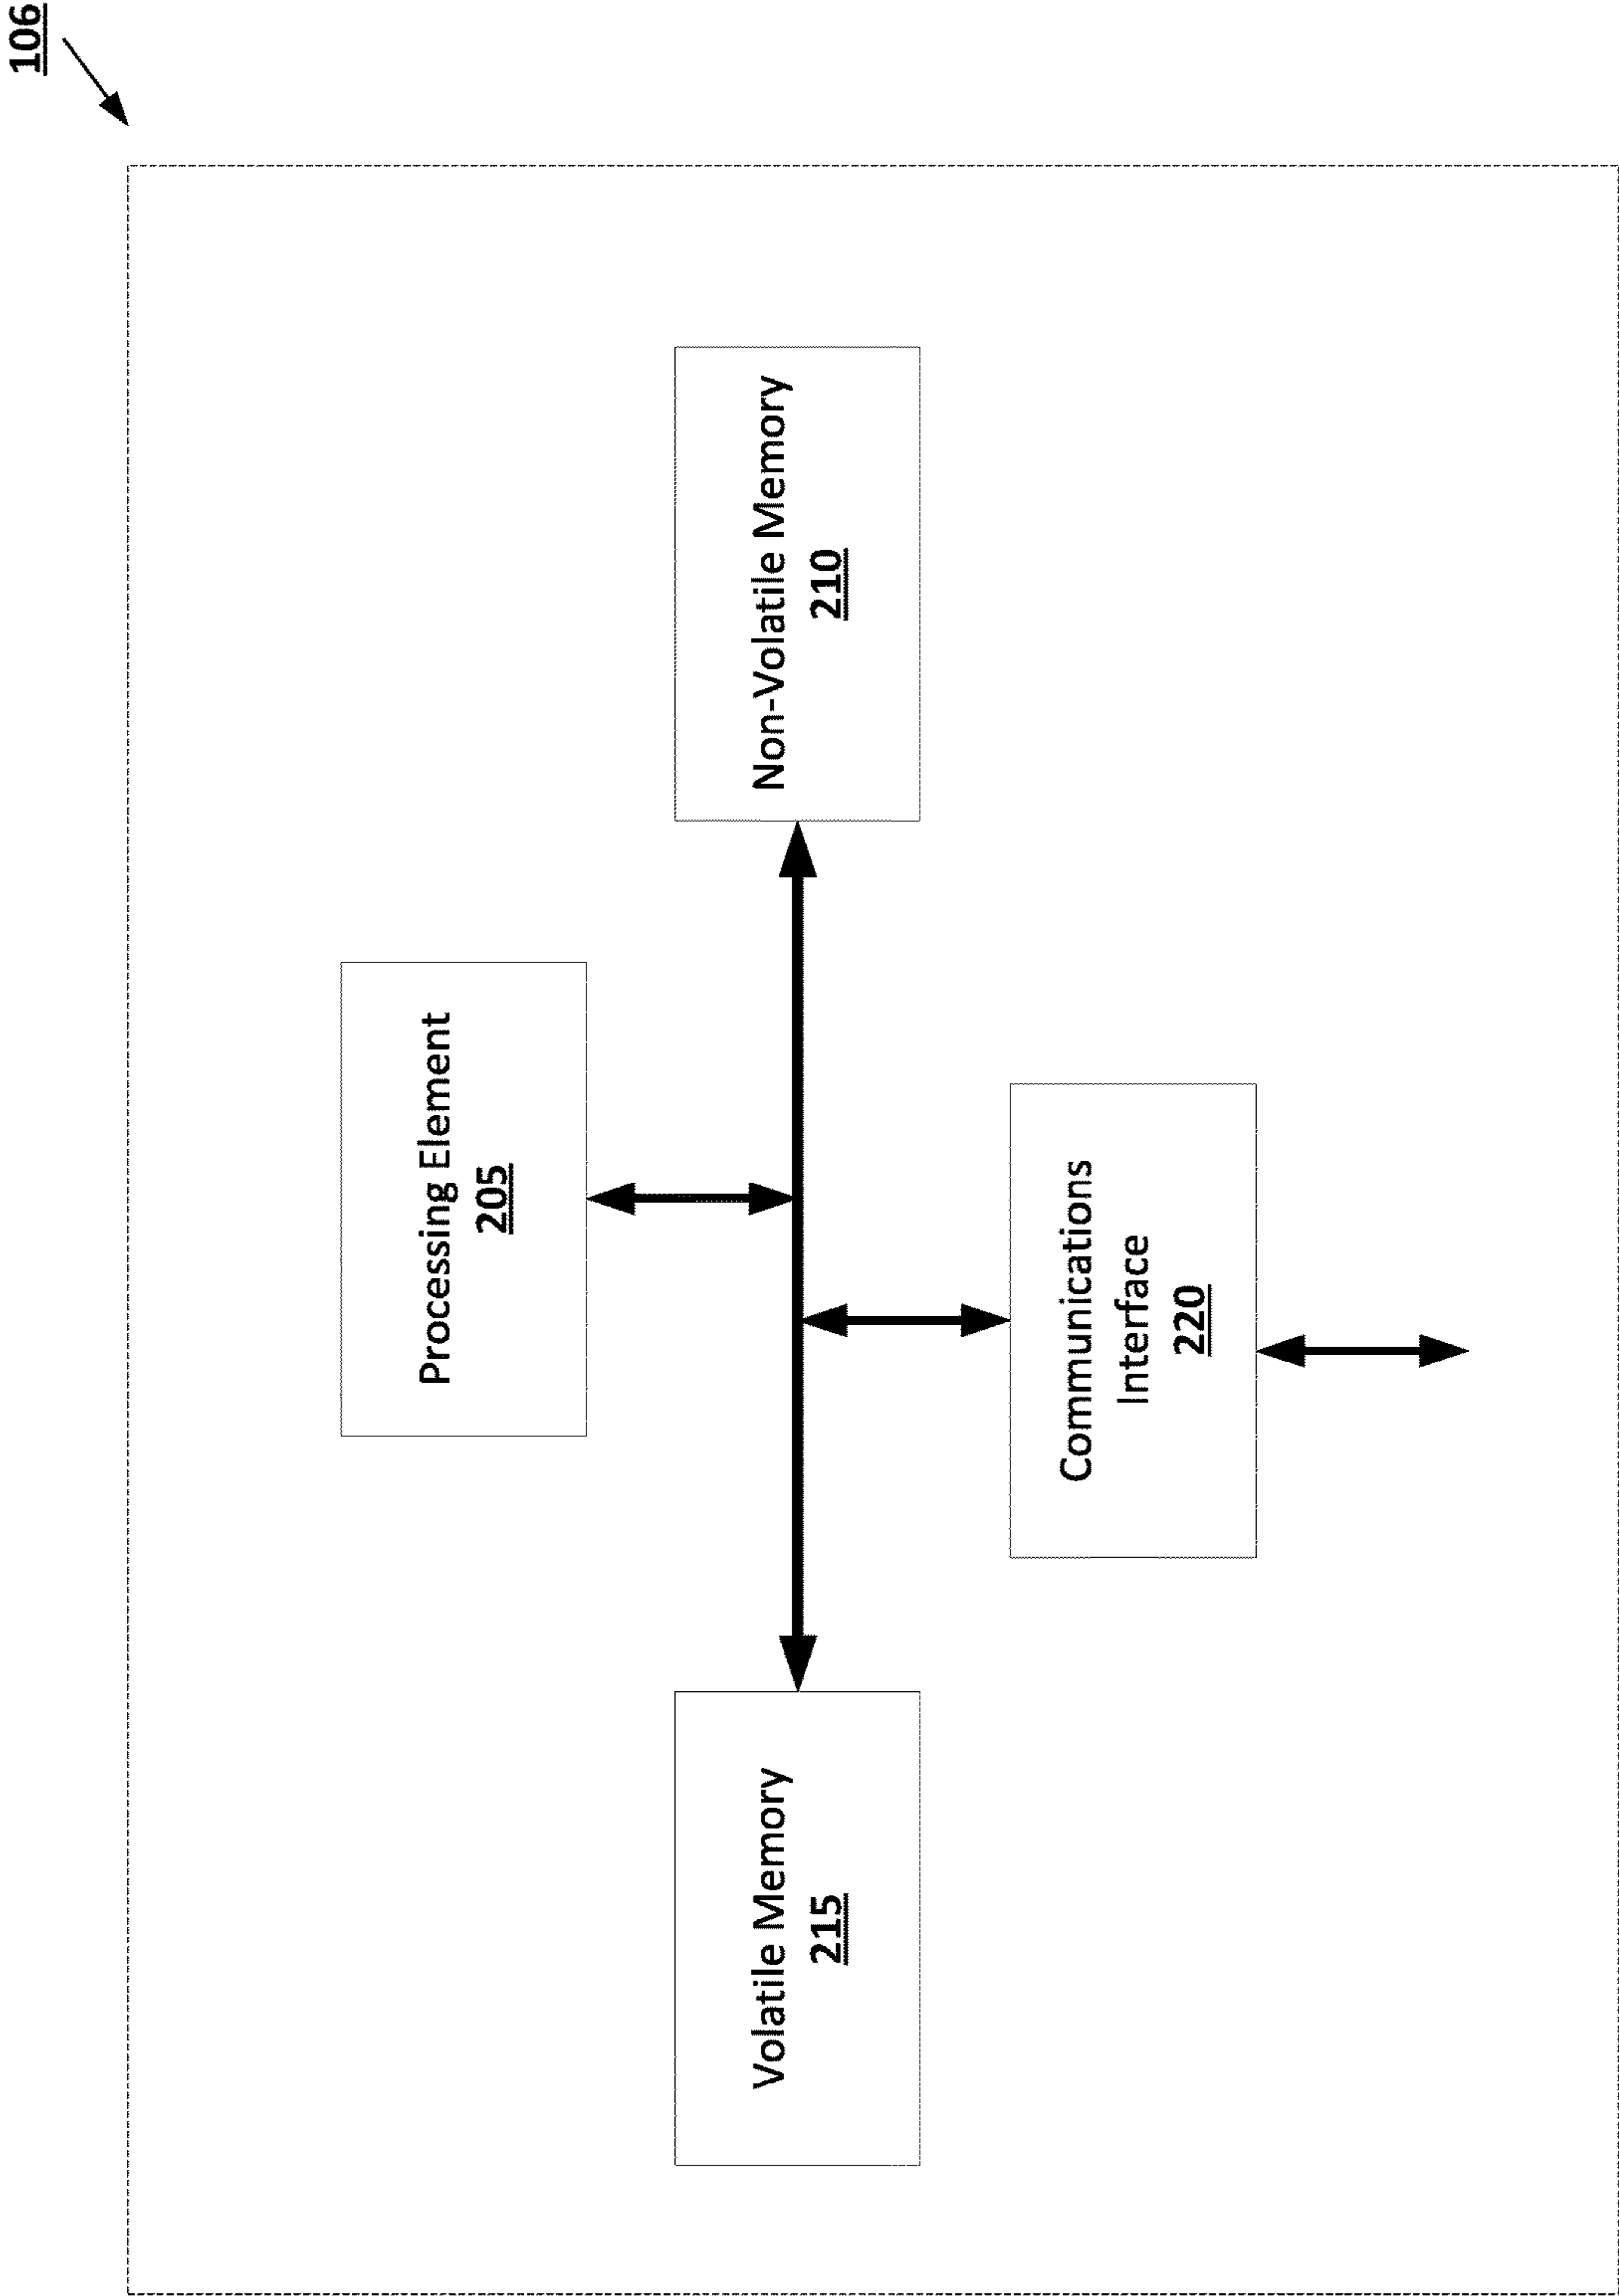 106
Processing Element
205
Volatile Memory
215
Non-Volatile Memory
210
Communications
Interface
220